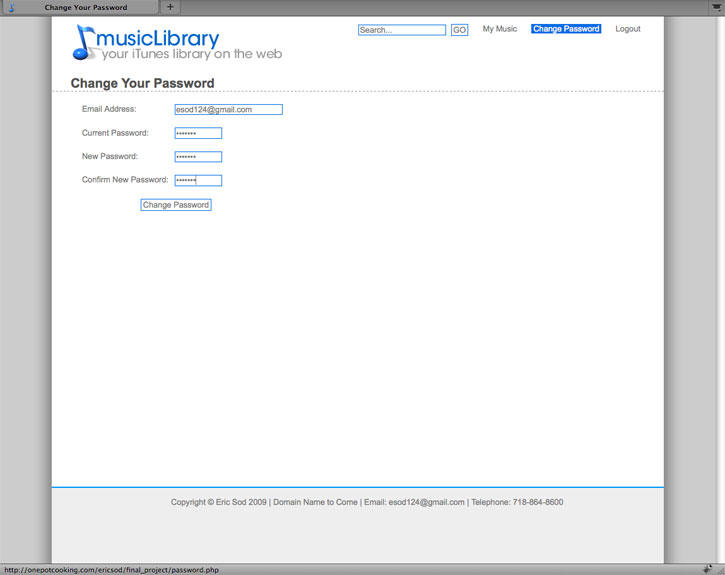 Change Your Password
musicLibrary
your iTunes library on the web
Search... GO My Music Change Password Logout
Change Your Password
Email Address: esod124@gmail.com
Current Password: •••••••
New Password: •••••••
Confirm New Password: •••••••
Change Password
Copyright © Eric Sod 2009 | Domain Name to Come | Email: esod124@gmail.com | Telephone: 718-864-8600
http://onepotcooking.com/ericsod/final_project/password.php